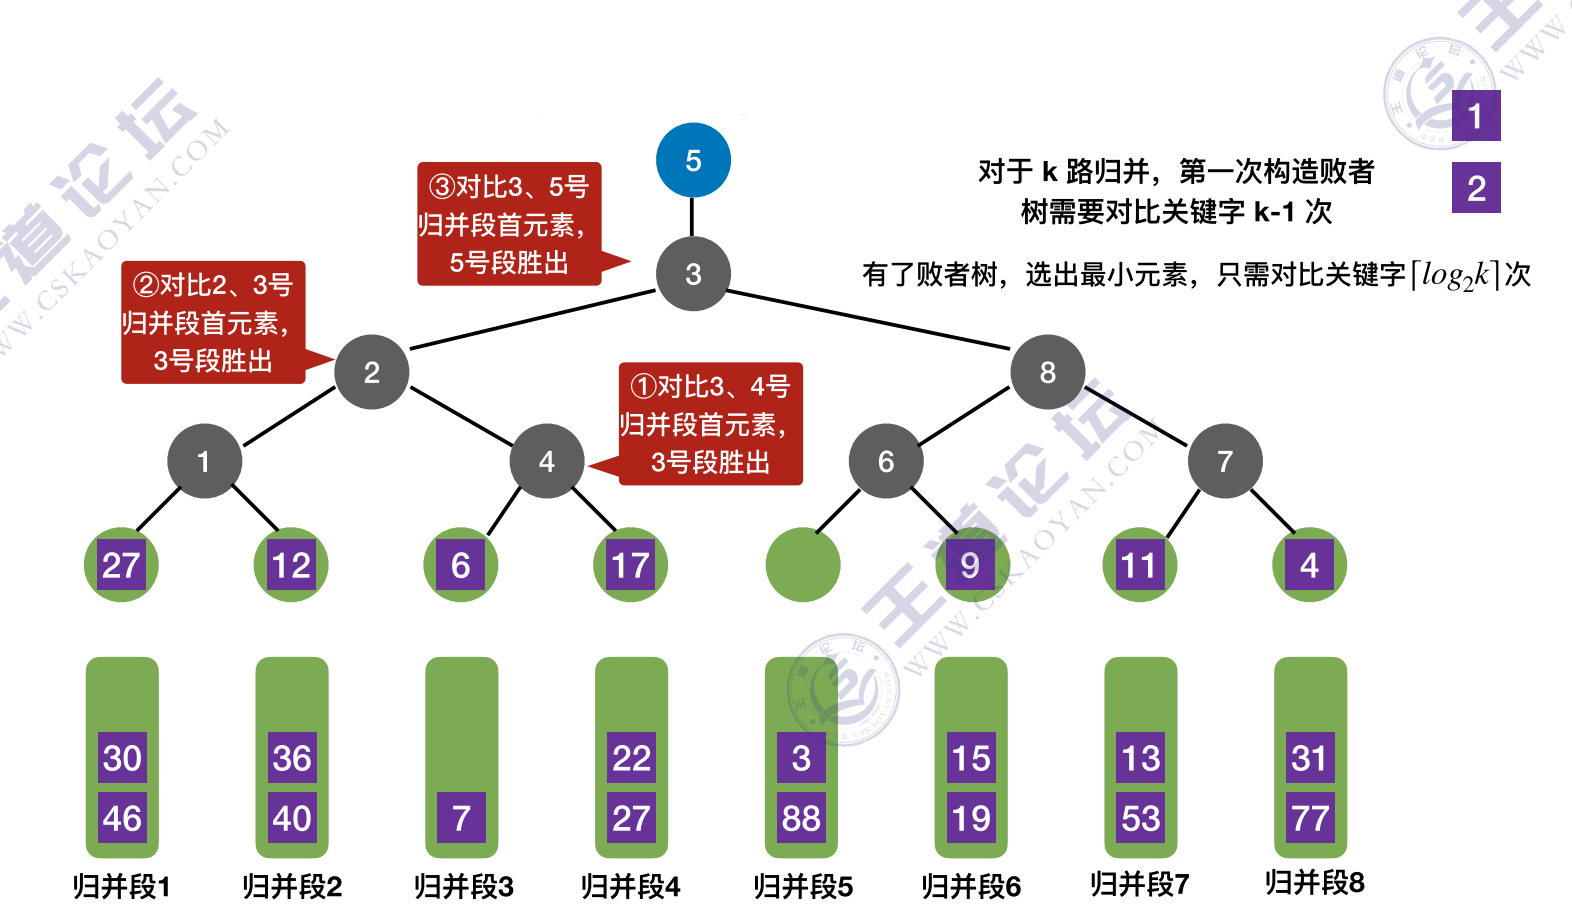 王道论坛
WWW.CSKAOYAN.COM
5
1
2
对于 k 路归并，第一次构造败者
树需要对比关键字 k-1 次
③对比3、5号
归并段首元素，
5号段胜出
有了败者树，选出最小元素，只需对比关键字⌈log₂k⌉次
3
②对比2、3号
归并段首元素，
3号段胜出
2
8
①对比3、4号
归并段首元素，
3号段胜出
1
4
6
7
27 12 6 17 9 11 4
王道论坛
WWW.CSKAOYAN.COM
30 36 22 3 15 13 31
46 40 7 27 88 19 53 77
归并段1 归并段2 归并段3 归并段4 归并段5 归并段6 归并段7 归并段8